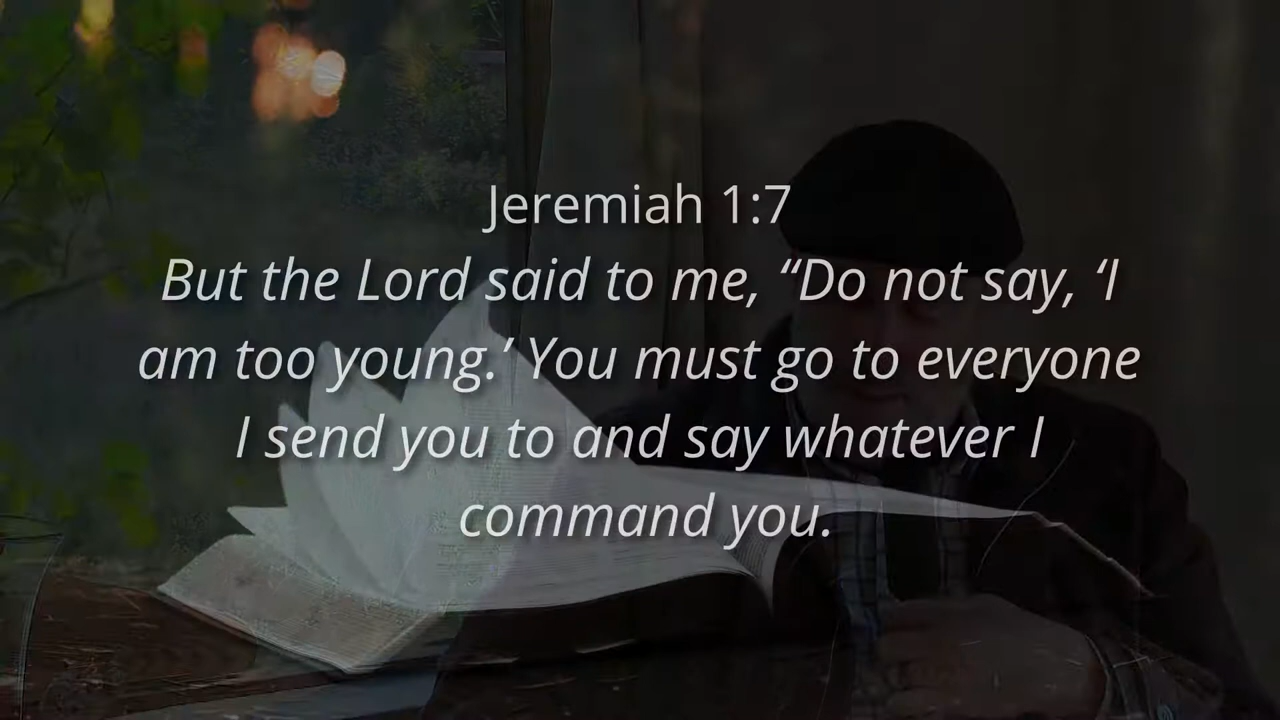 Jeremiah 1:7
But the Lord said to me, “Do not say, ‘I
am too young.’ You must go to everyone
I send you to and say whatever I
command you.